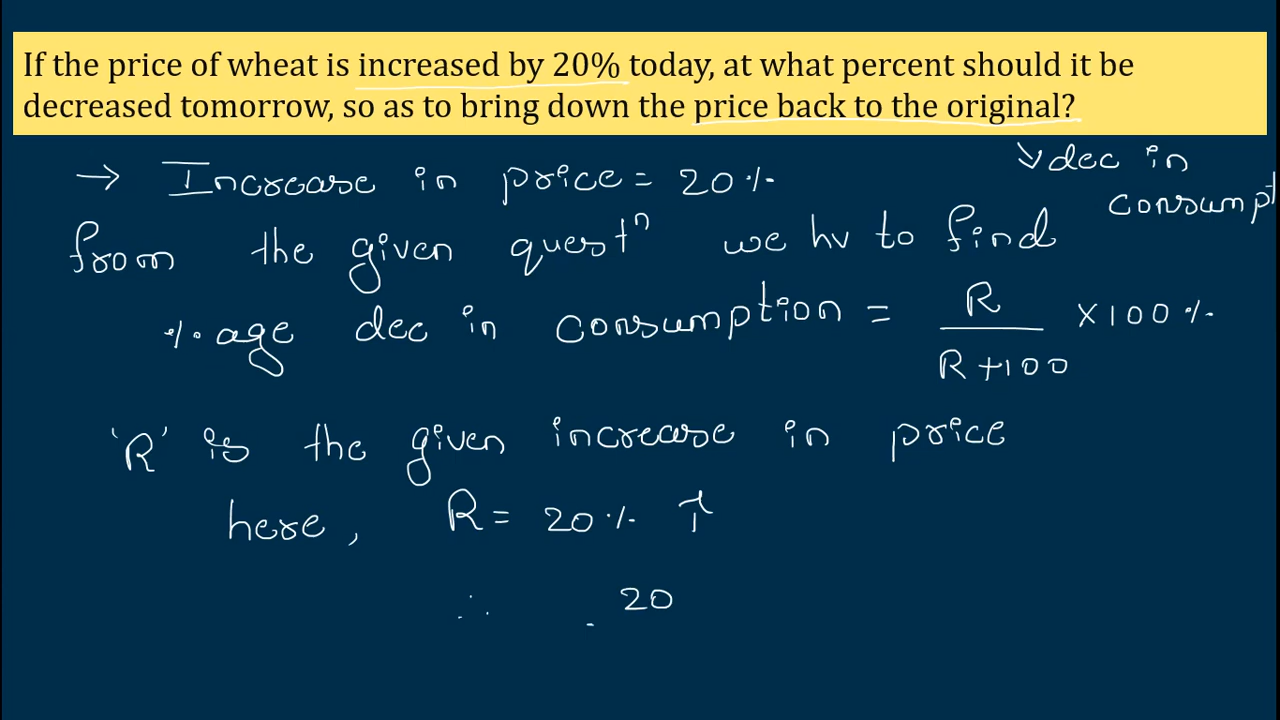 If the price of wheat is increased by 20% today, at what percent should it be
decreased tomorrow, so as to bring down the price back to the original?
↘ dec in
consumpt
→ Increase in price = 20%
from the given questⁿ we hv to find
%age dec in consumption = R / R+100 × 100%
'R' is the given increase in price
here, R = 20% ↑
∴ 20